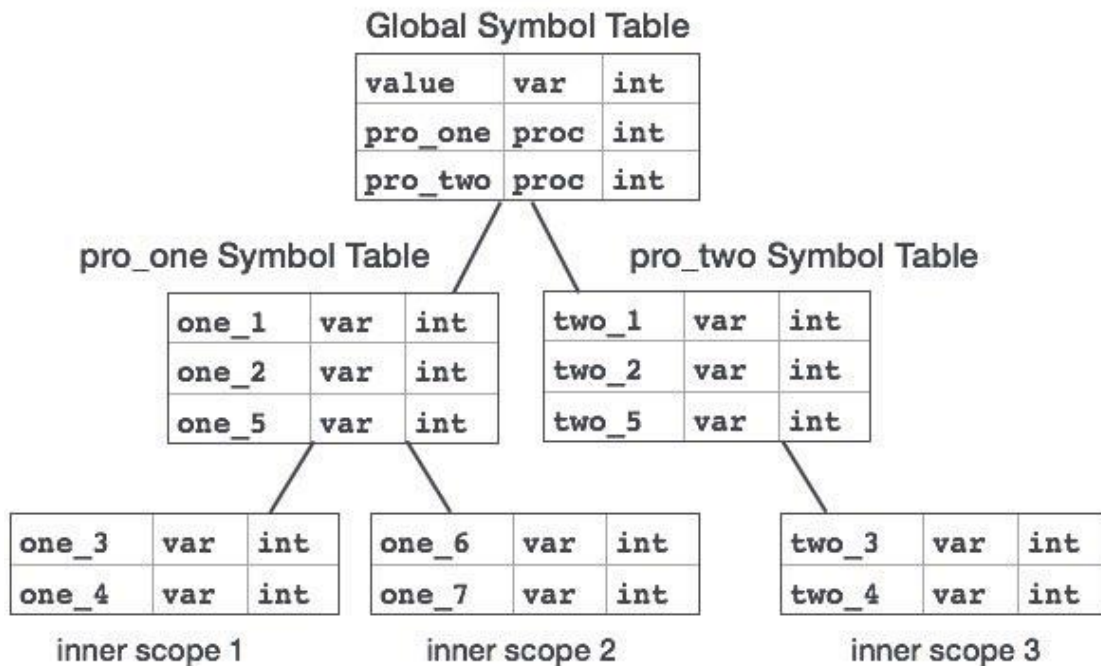 Global Symbol Table
value var int
pro_one proc int
pro_two proc int
pro_one Symbol Table
one_1 var int
one_2 var int
one_5 var int
pro_two Symbol Table
two_1 var int
two_2 var int
two_5 var int
one_3 var int
one_4 var int
inner scope 1
one_6 var int
one_7 var int
inner scope 2
two_3 var int
two_4 var int
inner scope 3